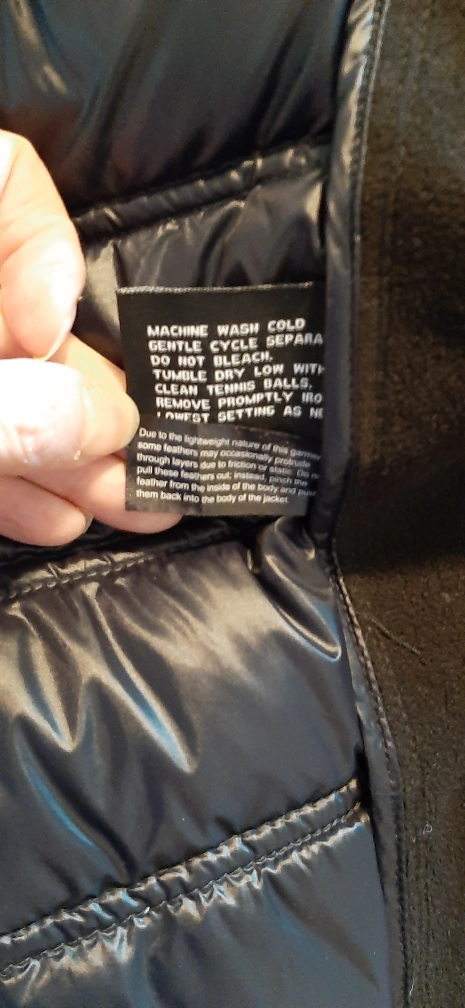 MACHINE WASH COLD
GENTLE CYCLE SEPARA
DO NOT BLEACH.
TUMBLE DRY LOW WITH
CLEAN TENNIS BALLS.
REMOVE PROMPTLY IRO
LOWEST SETTING AS NE
Due to the lightweight nature of this garmen
some feathers may occasionally protrude
through layers due to friction or static. Do n
pull these feathers out; instead, pinch the
feather from the inside of the body and pull
them back into the body of the jacket.